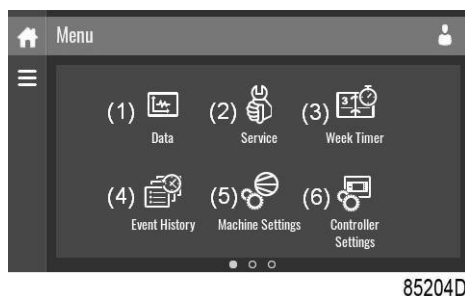 Menu
(1) (2) (3)
Data Service Week Timer
(4) (5) (6)
Event History Machine Settings Controller
Settings
85204D